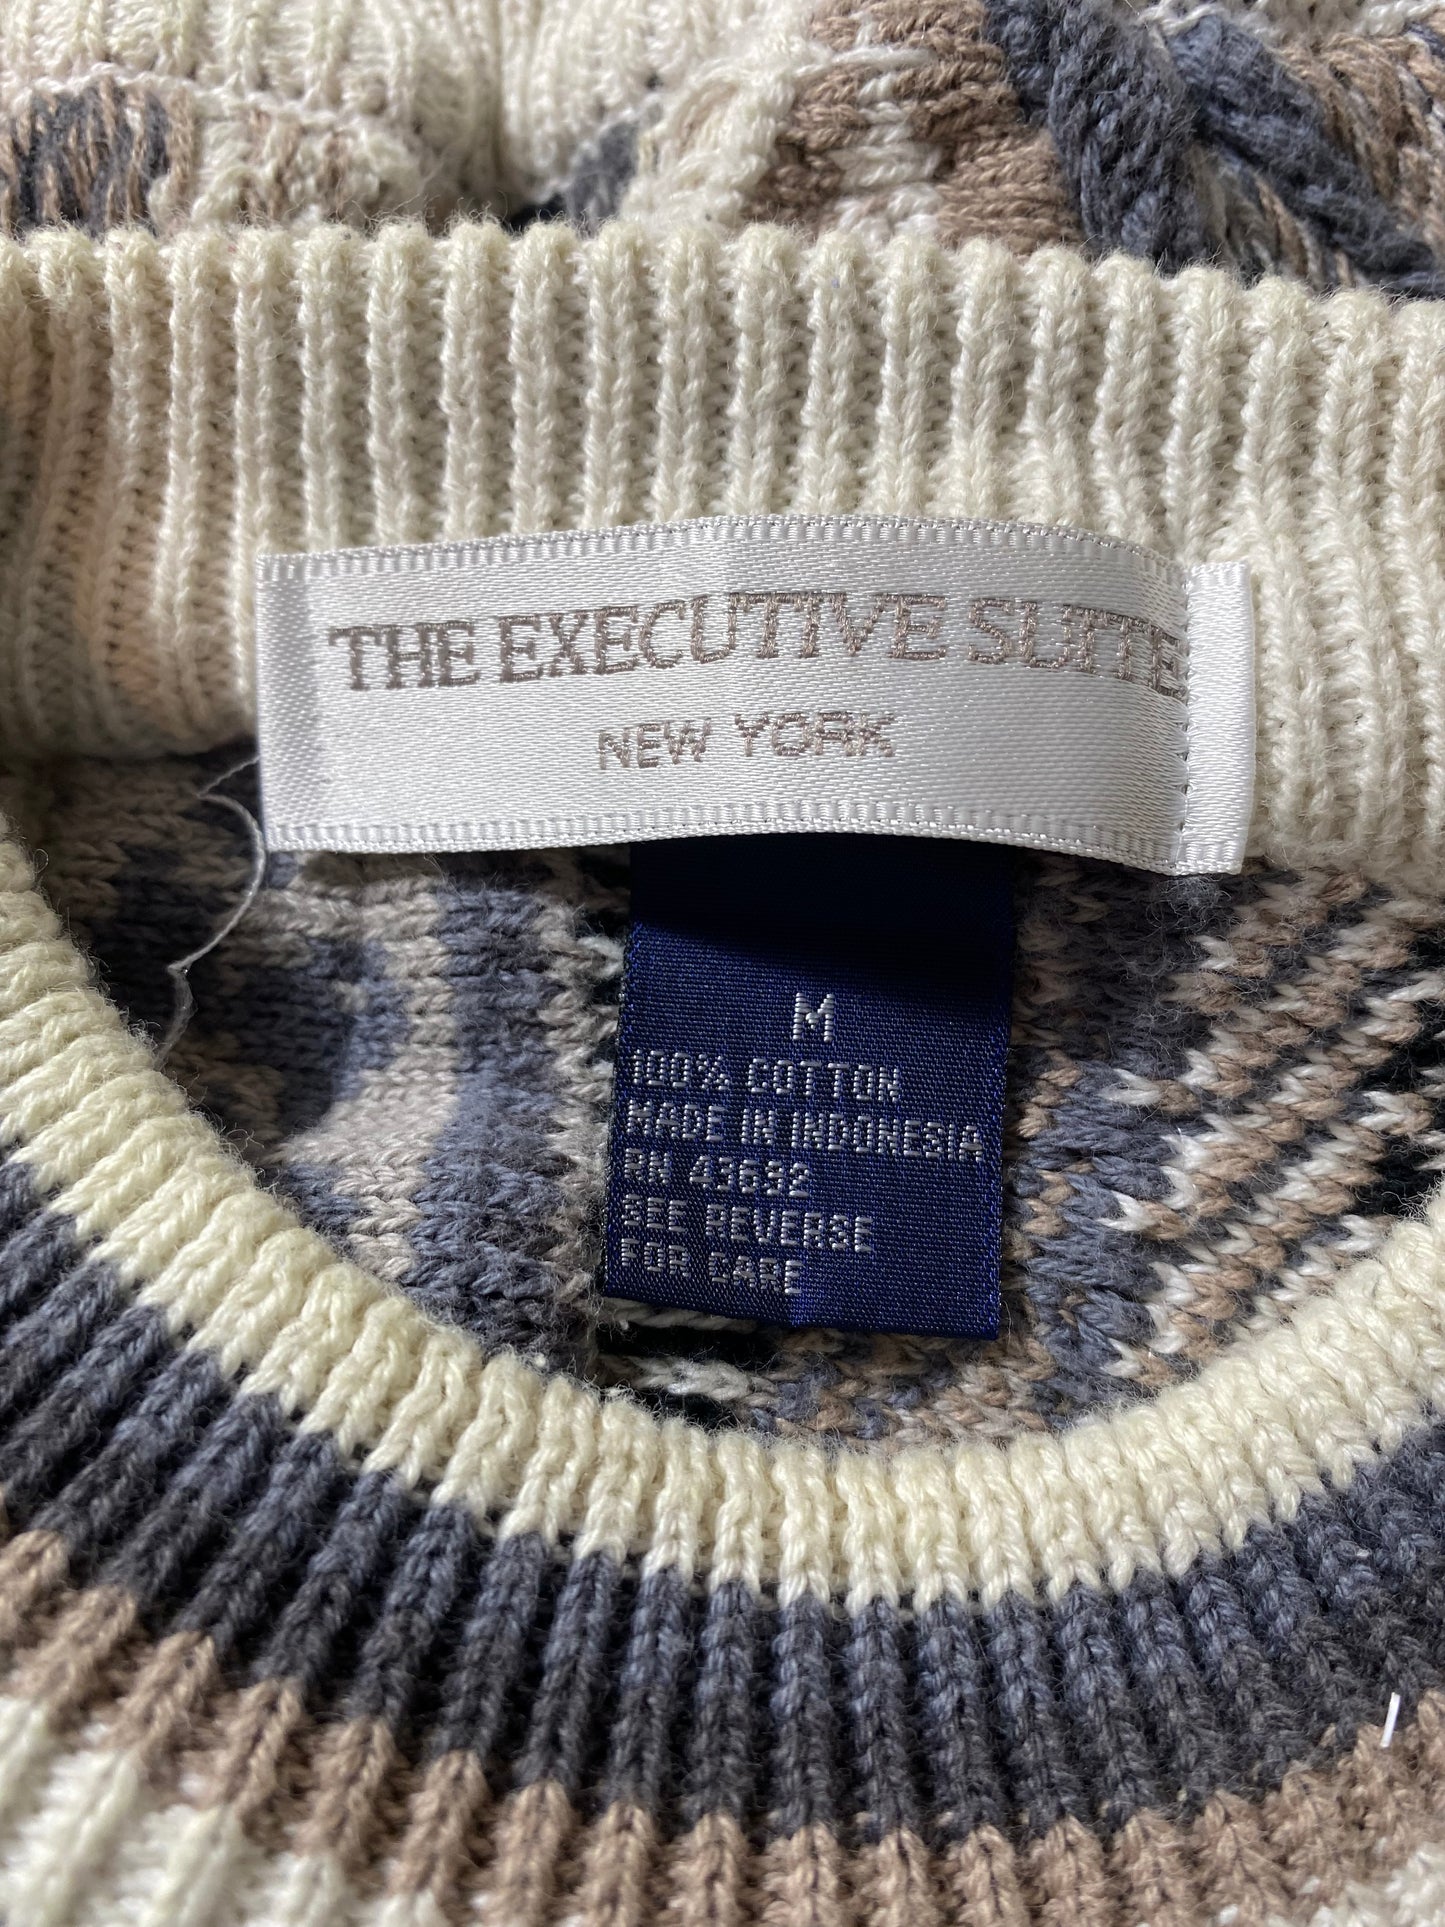 THE EXECUTIVE SUITE
NEW YORK
M
100% COTTON
MADE IN INDONESIA
RN 43692
SEE REVERSE
FOR CARE